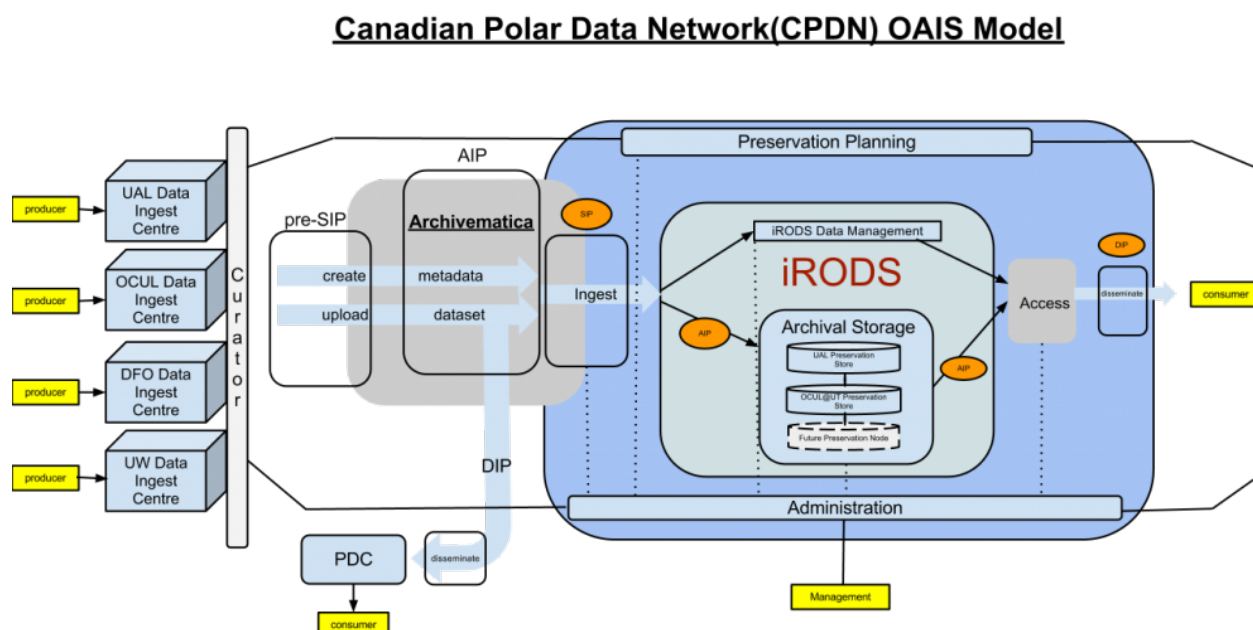 Canadian Polar Data Network(CPDN) OAIS Model
Preservation Planning
AIP
UAL Data
Ingest
Centre
producer
pre-SIP
Archivematica
SIP
iRODS Data Management
DIP
OCUL Data
Ingest
Centre
producer
Curator
create
metadata
upload
dataset
Ingest
iRODS
Access
disseminate
consumer
AIP
Archival Storage
UAL Preservation
Store
OCUL@UT Preservation
Store
Future Preservation Node
AIP
DFO Data
Ingest
Centre
producer
UW Data
Ingest
Centre
producer
DIP
Administration
PDC
disseminate
consumer
Management